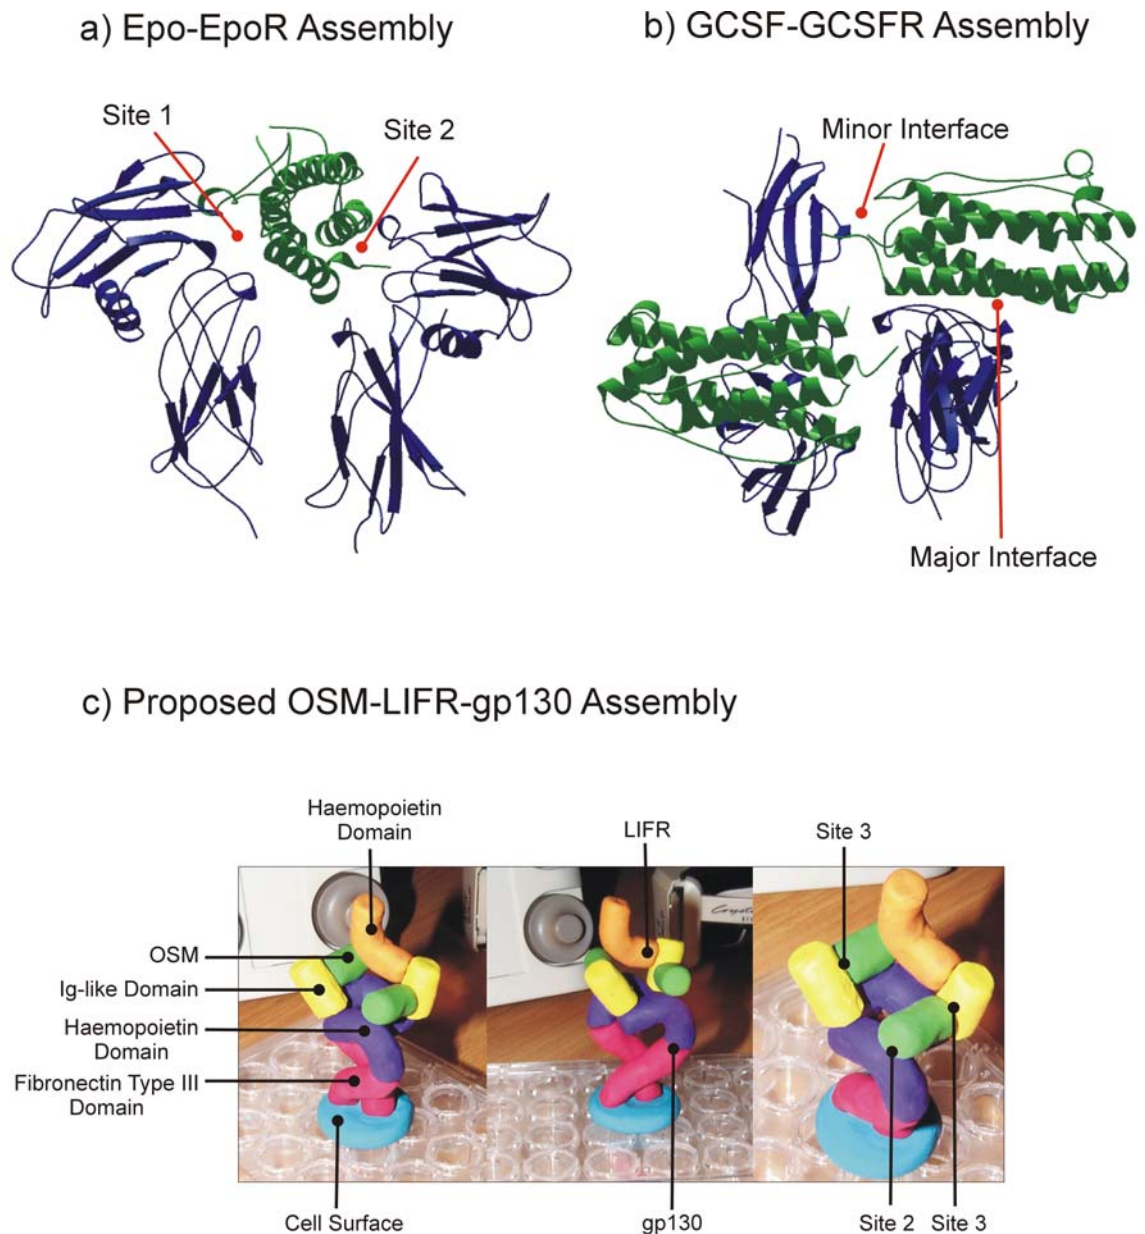 a) Epo-EpoR Assembly
b) GCSF-GCSFR Assembly
Site 1
Site 2
Minor Interface
Major Interface
c) Proposed OSM-LIFR-gp130 Assembly
Haemopoietin
Domain
LIFR
Site 3
OSM
Ig-like Domain
Haemopoietin
Domain
Fibronectin Type III
Domain
Cell Surface
gp130
Site 2
Site 3